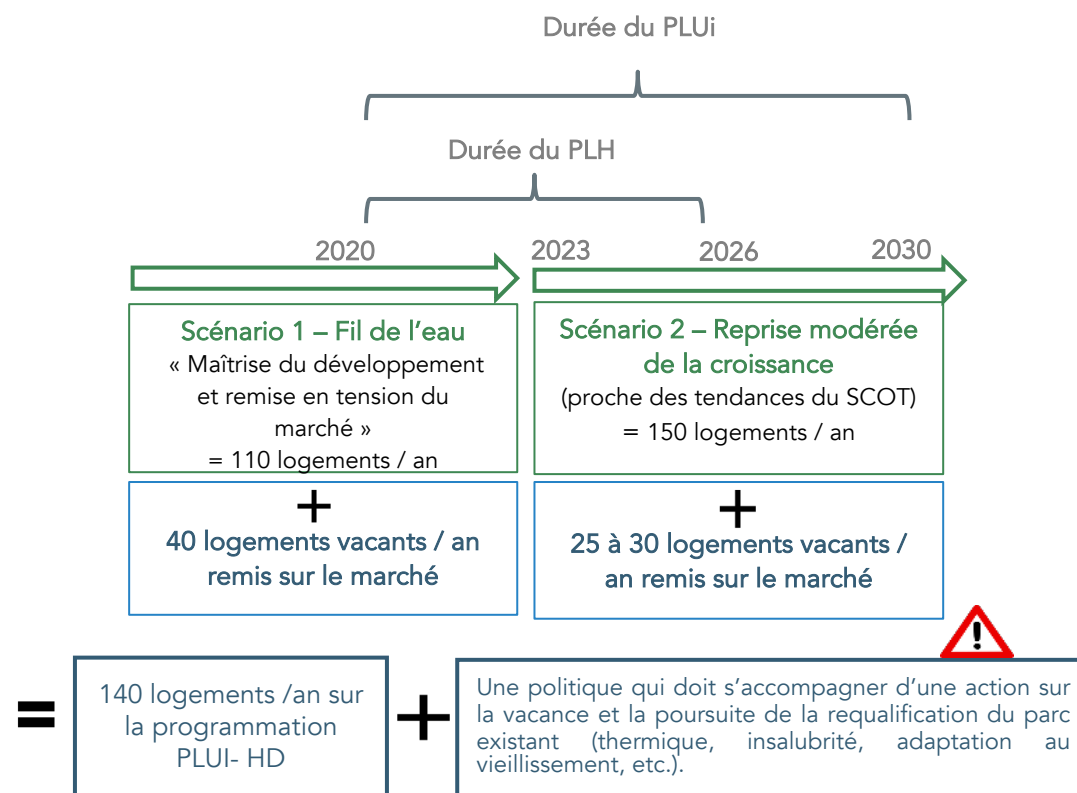 Durée du PLUi
Durée du PLH
2020
2023
2026
2030
Scénario 1 – Fil de l'eau
« Maîtrise du développement
et remise en tension du
marché »
= 110 logements / an
+
40 logements vacants / an
remis sur le marché
Scénario 2 – Reprise modérée
de la croissance
(proche des tendances du SCOT)
= 150 logements / an
+
25 à 30 logements vacants /
an remis sur le marché
=
140 logements /an sur
la programmation
PLUI- HD
+
!
Une politique qui doit s'accompagner d'une action sur
la vacance et la poursuite de la requalification du parc
existant (thermique, insalubrité, adaptation au
vieillissement, etc.).